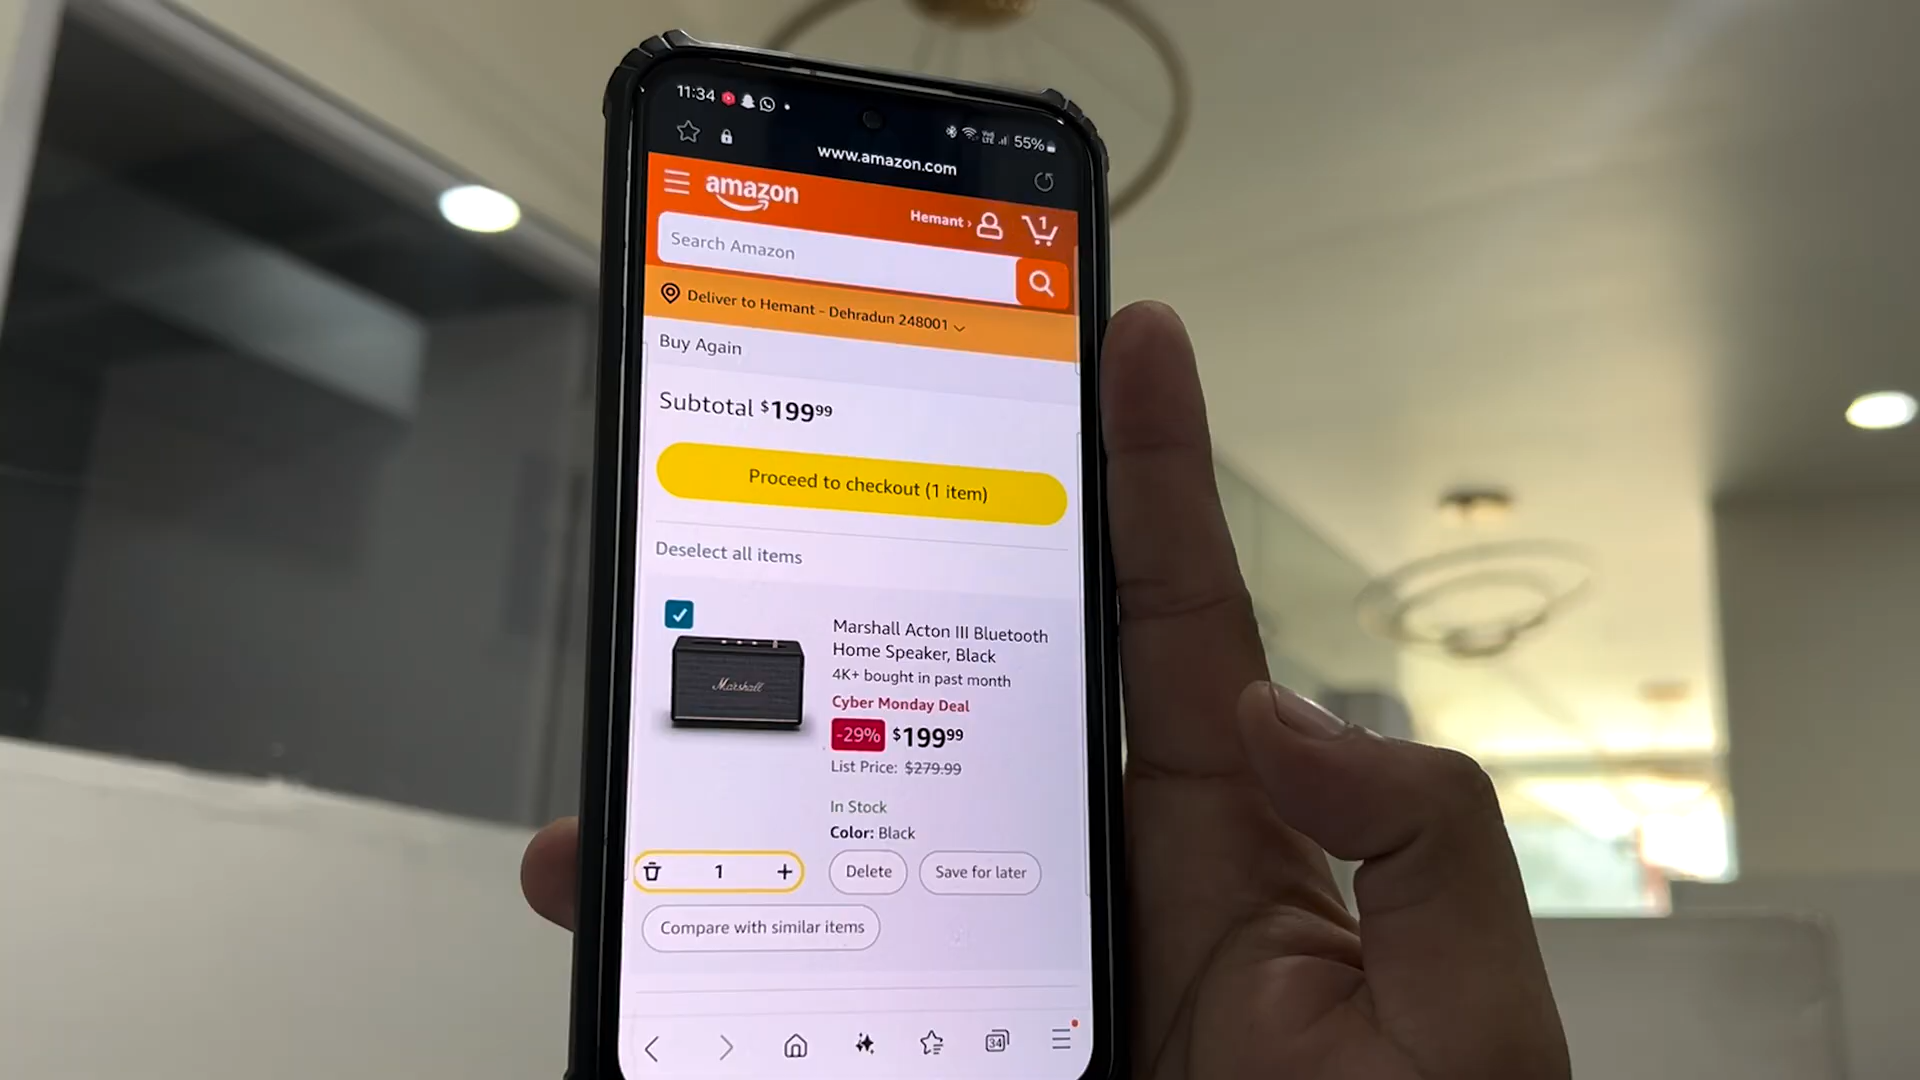 11:34
55%
www.amazon.com
amazon
Hemant ›
1
Search Amazon
Deliver to Hemant - Dehradun 248001
Buy Again
Subtotal $19999
Proceed to checkout (1 item)
Deselect all items
Marshall
Marshall Acton III Bluetooth
Home Speaker, Black
4K+ bought in past month
Cyber Monday Deal
-29% $19999
List Price: $279.99
In Stock
Color: Black
1 +
Delete
Save for later
Compare with similar items
34